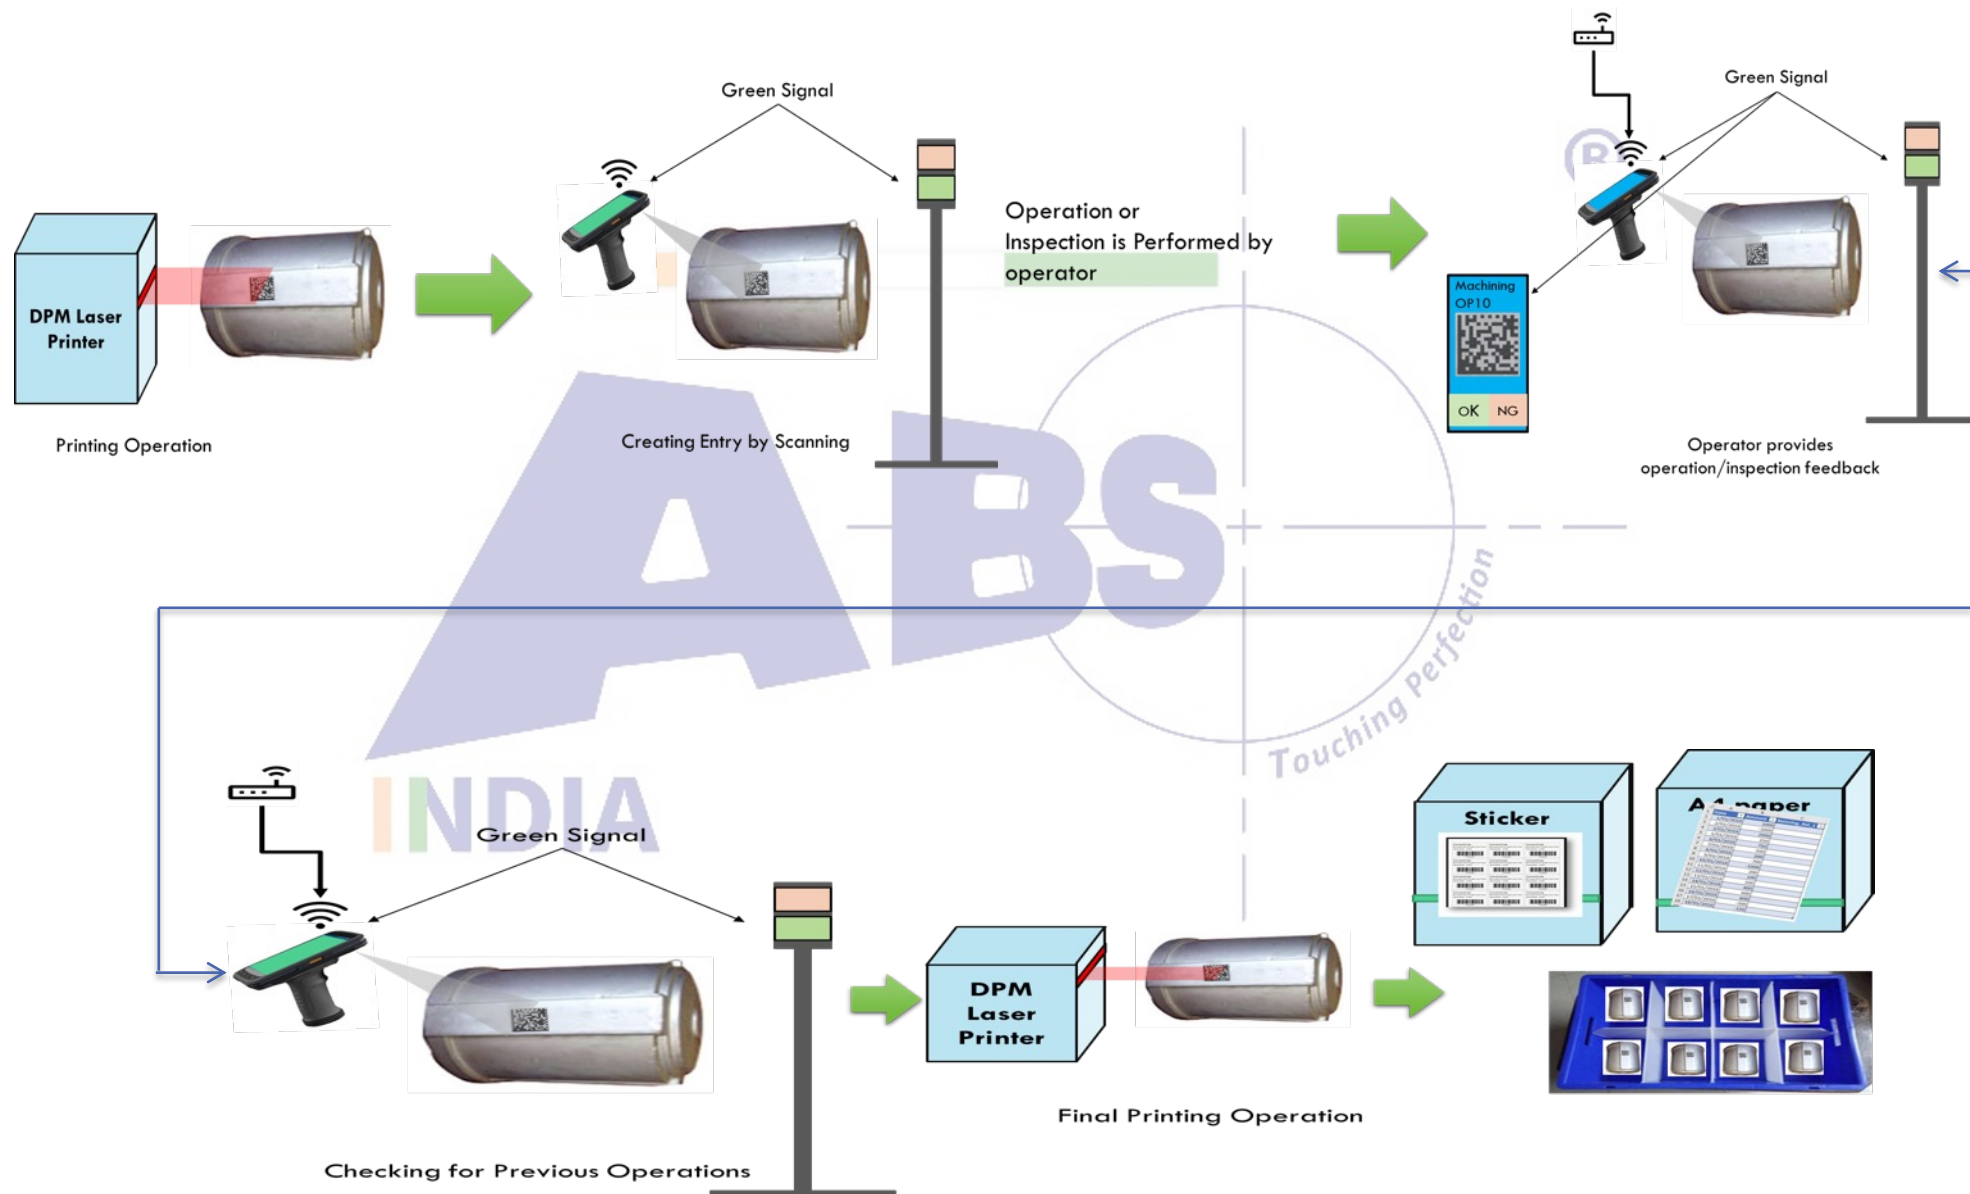 Green Signal
Green Signal
®
Operation or
Inspection is Performed by
operator
DPM Laser
Printer
Machining
OP10
OK NG
Printing Operation
Creating Entry by Scanning
Operator provides
operation/inspection feedback
ABS
Touching Perfection
INDIA
Green Signal
Sticker
A4 paper
DPM
Laser
Printer
Final Printing Operation
Checking for Previous Operations